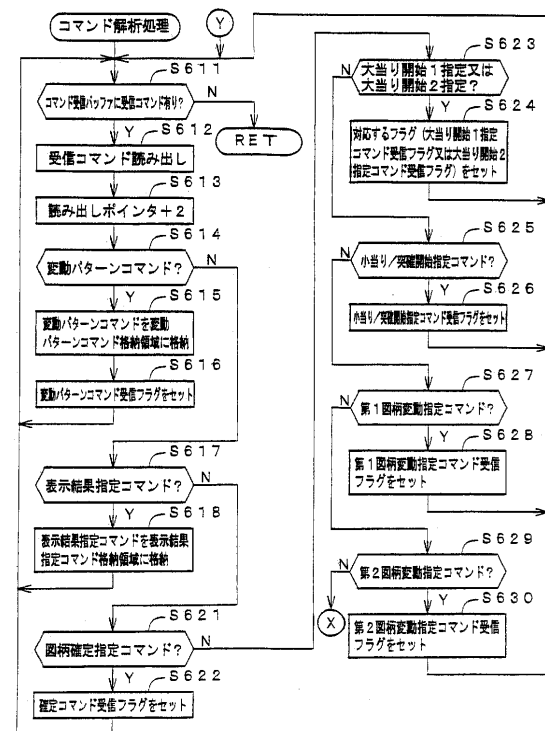 コマンド解析処理
Y
S611
コマンド受信バッファに受信コマンド有り?
N
RET
Y
S612
受信コマンド読み出し
S613
読み出しポインタ+2
S614
変動パターンコマンド?
N
Y
S615
変動パターンコマンドを変動
パターンコマンド格納領域に格納
S616
変動パターンコマンド受信フラグをセット
S617
表示結果指定コマンド?
N
Y
S618
表示結果指定コマンドを表示結果
指定コマンド格納領域に格納
S621
図柄確定指定コマンド?
N
Y
S622
確定コマンド受信フラグをセット
S623
大当り開始1指定又は
大当り開始2指定?
N
Y
S624
対応するフラグ(大当り開始1指定
コマンド受信フラグ又は大当り開始2
指定コマンド受信フラグ)をセット
S625
小当り/突確開始指定コマンド?
N
Y
S626
小当り/突確開始指定コマンド受信フラグをセット
S627
第1図柄変動指定コマンド?
N
Y
S628
第1図柄変動指定コマンド受信
フラグをセット
S629
第2図柄変動指定コマンド?
N
X
Y
S630
第2図柄変動指定コマンド受信
フラグをセット